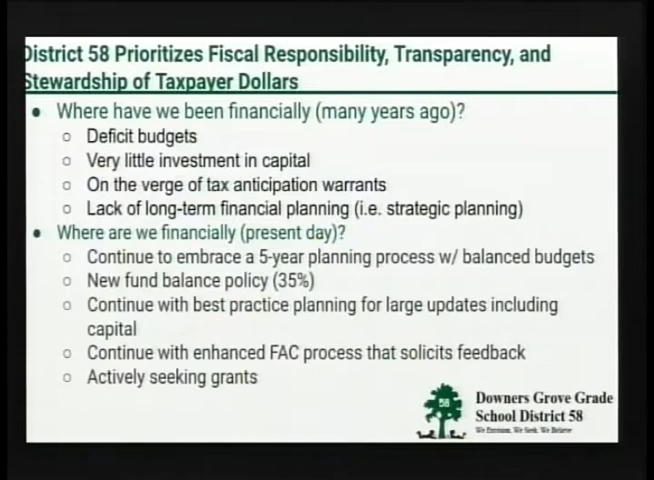 District 58 Prioritizes Fiscal Responsibility, Transparency, and
Stewardship of Taxpayer Dollars
● Where have we been financially (many years ago)?
○ Deficit budgets
○ Very little investment in capital
○ On the verge of tax anticipation warrants
○ Lack of long-term financial planning (i.e. strategic planning)
● Where are we financially (present day)?
○ Continue to embrace a 5-year planning process w/ balanced budgets
○ New fund balance policy (35%)
○ Continue with best practice planning for large updates including
capital
○ Continue with enhanced FAC process that solicits feedback
○ Actively seeking grants
58
Downers Grove Grade
School District 58
We Envision, We Seek, We Believe